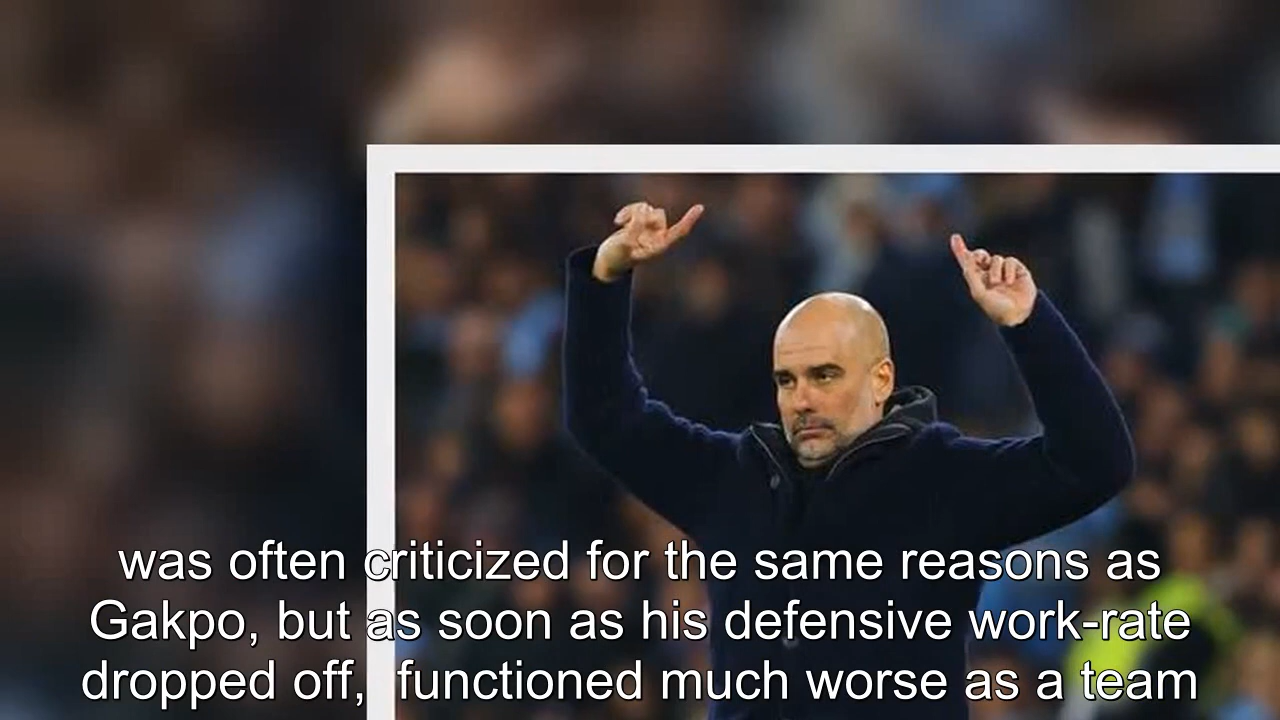 was often criticized for the same reasons as
Gakpo, but as soon as his defensive work-rate
dropped off, functioned much worse as a team